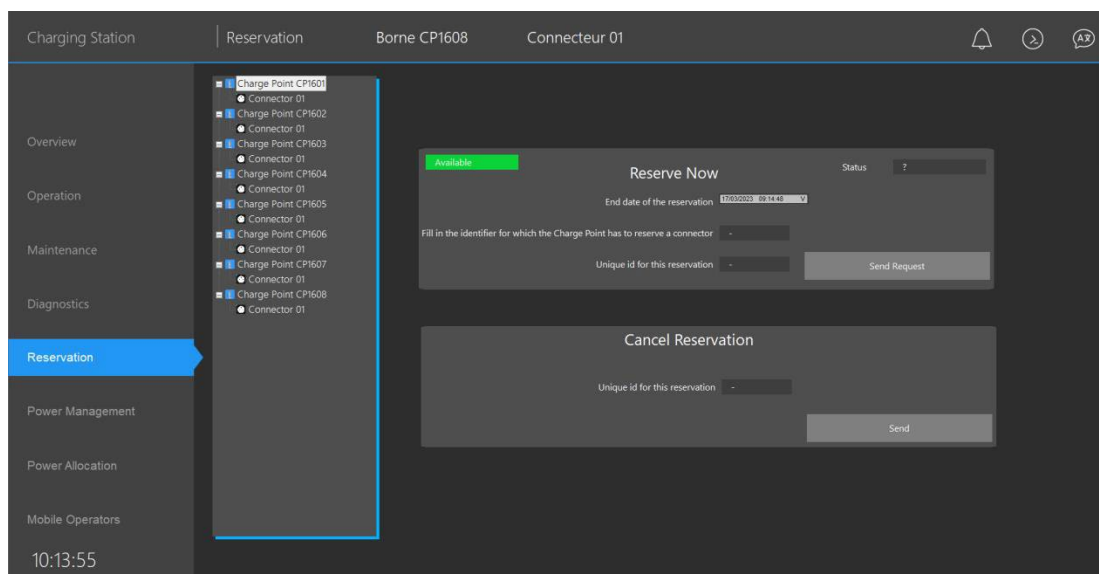 Charging Station
Reservation
Borne CP1608
Connecteur 01
Overview
Operation
Maintenance
Diagnostics
Reservation
Power Management
Power Allocation
Mobile Operators
10:13:55
Charge Point CP1601
Connector 01
Charge Point CP1602
Connector 01
Charge Point CP1603
Connector 01
Charge Point CP1604
Connector 01
Charge Point CP1605
Connector 01
Charge Point CP1606
Connector 01
Charge Point CP1607
Connector 01
Charge Point CP1608
Connector 01
Available
Reserve Now
Status ?
End date of the reservation 17/03/2023 09:14:48 V
Fill in the identifier for which the Charge Point has to reserve a connector -
Unique id for this reservation -
Send Request
Cancel Reservation
Unique id for this reservation -
Send